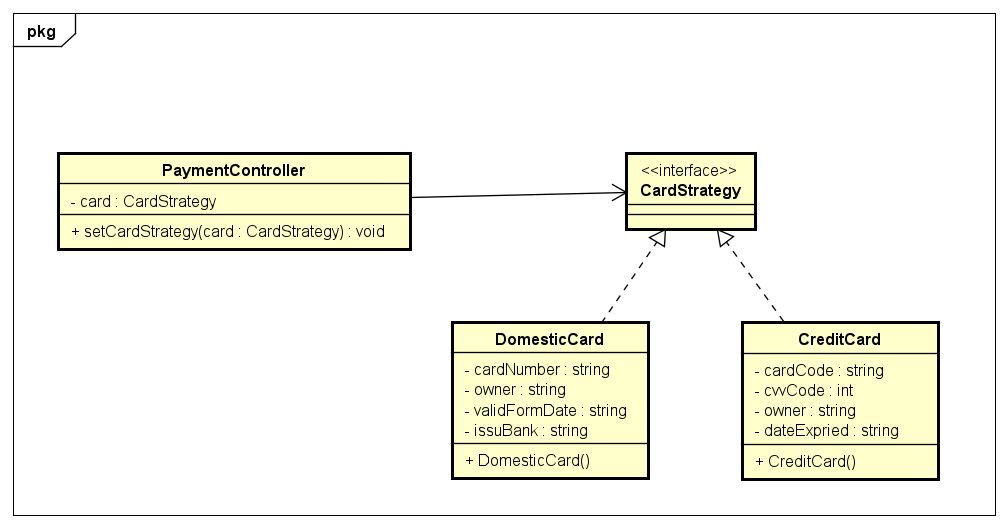 pkg
PaymentController
- card : CardStrategy
+ setCardStrategy(card : CardStrategy) : void
<<interface>>
CardStrategy
DomesticCard
- cardNumber : string
- owner : string
- validFormDate : string
- issuBank : string
+ DomesticCard()
CreditCard
- cardCode : string
- cvvCode : int
- owner : string
- dateExpried : string
+ CreditCard()